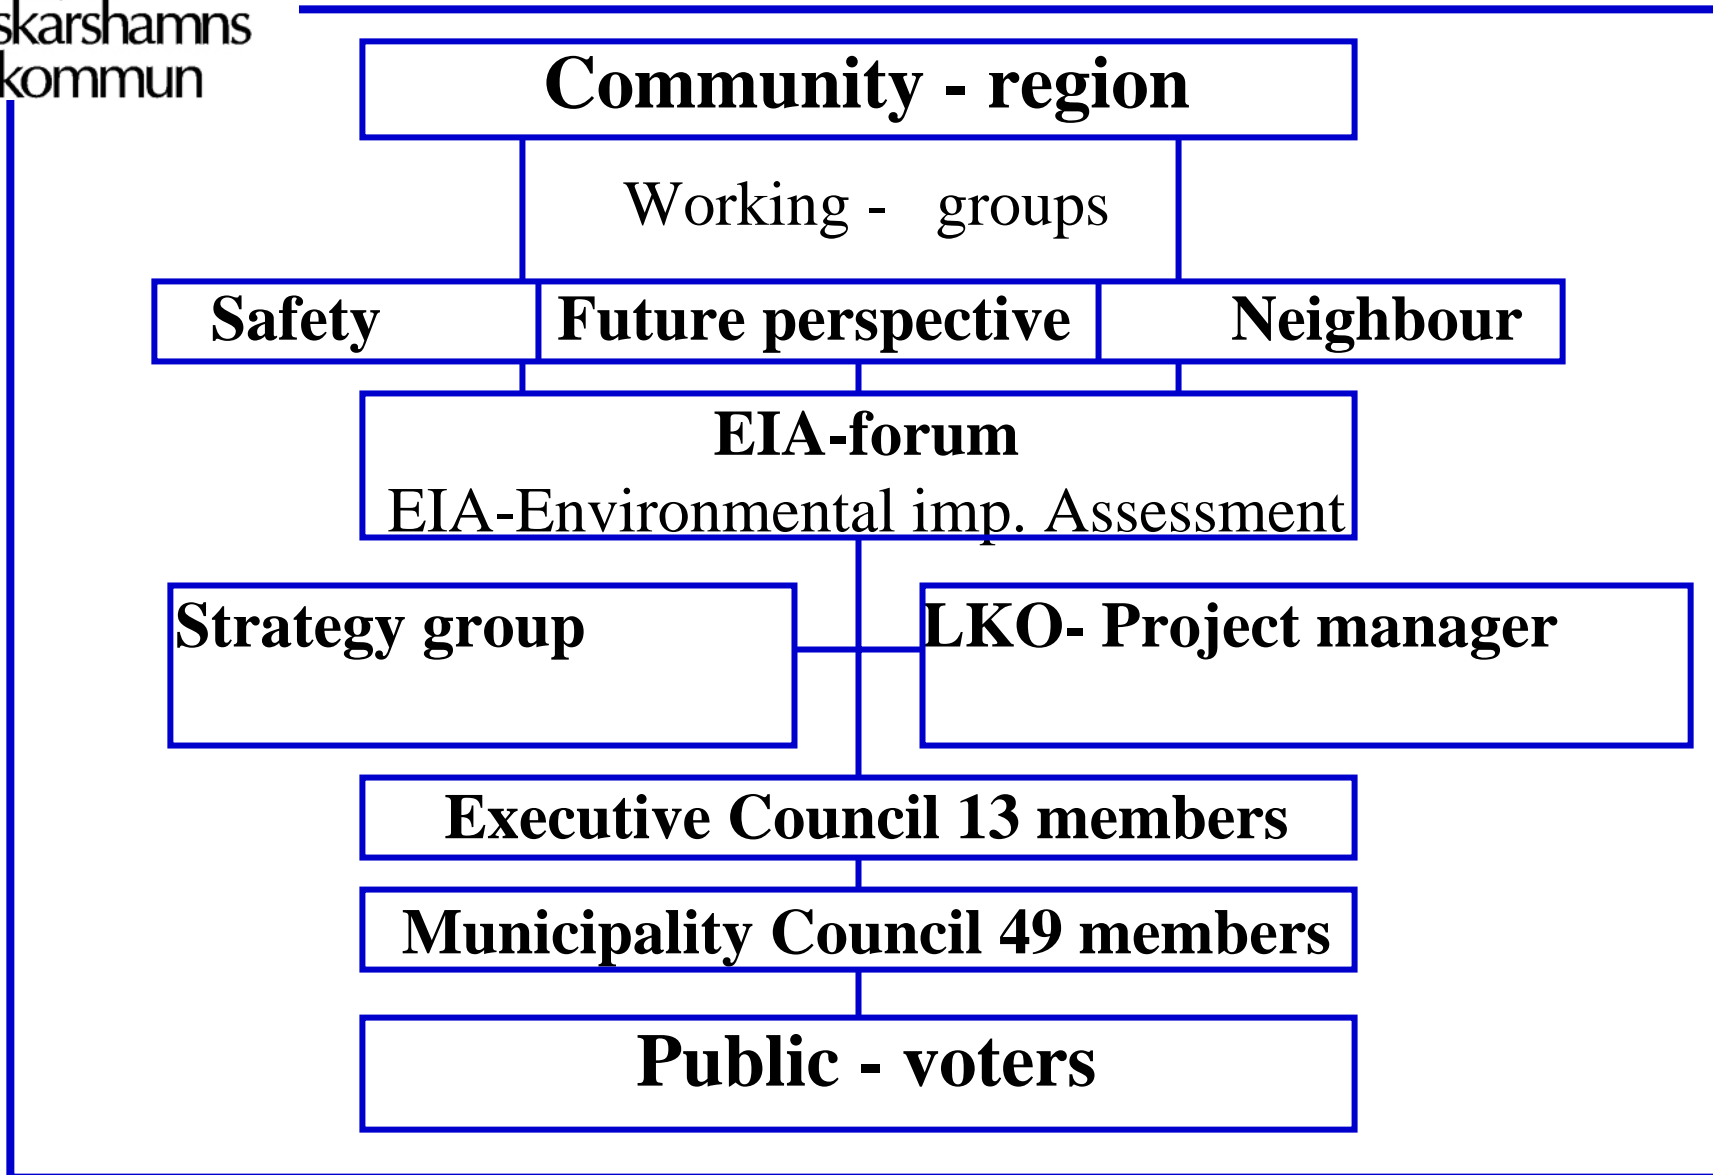 skarshamns
kommun
Community - region
Working - groups
Safety
Future perspective
Neighbour
EIA-forum
EIA-Environmental imp. Assessment
Strategy group
LKO- Project manager
Executive Council 13 members
Municipality Council 49 members
Public - voters